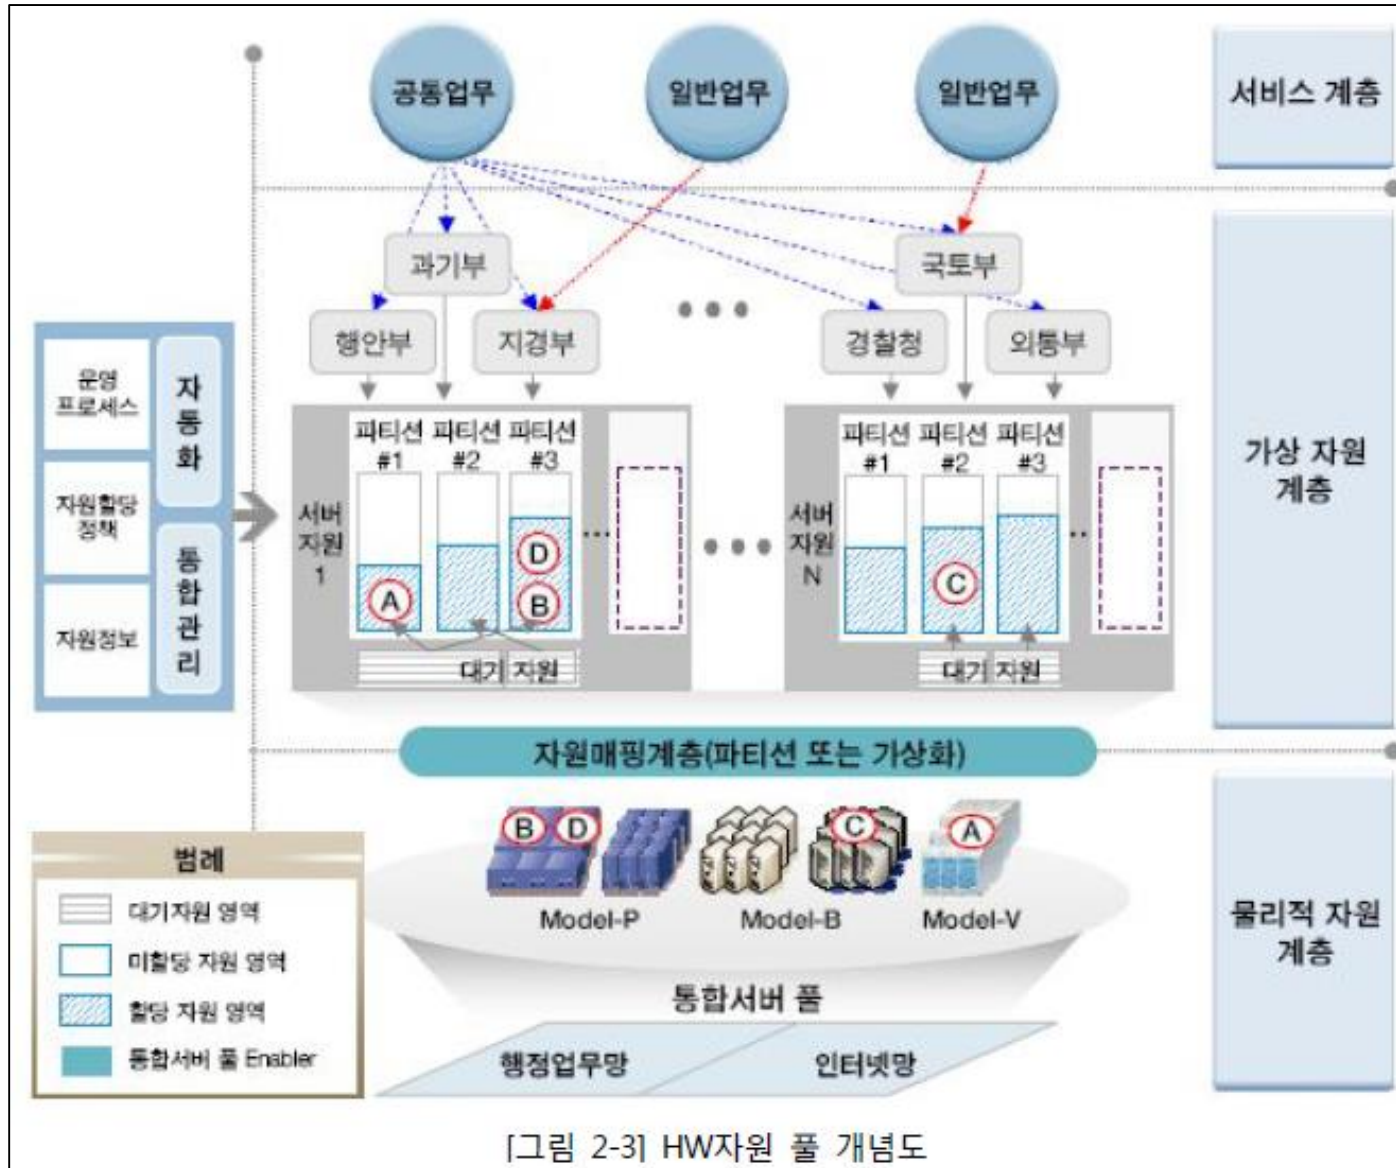 공통업무
일반업무
일반업무
서비스 계층
과기부
국토부
행안부
지경부
경찰청
외통부
운영
프로세스
자원할당
정책
자원정보
자동화
통합관리
서버
자원
1
파티션
#1
파티션
#2
파티션
#3
A
D
B
대기 자원
서버
자원
N
파티션
#1
파티션
#2
파티션
#3
C
대기 자원
가상 자원
계층
자원매핑계층(파티션 또는 가상화)
B
D
C
A
Model-P
Model-B
Model-V
물리적 자원
계층
통합서버 풀
행정업무망
인터넷망
범례
대기자원 영역
미할당 자원 영역
할당 자원 영역
통합서버 풀 Enabler
[그림 2-3] HW자원 풀 개념도